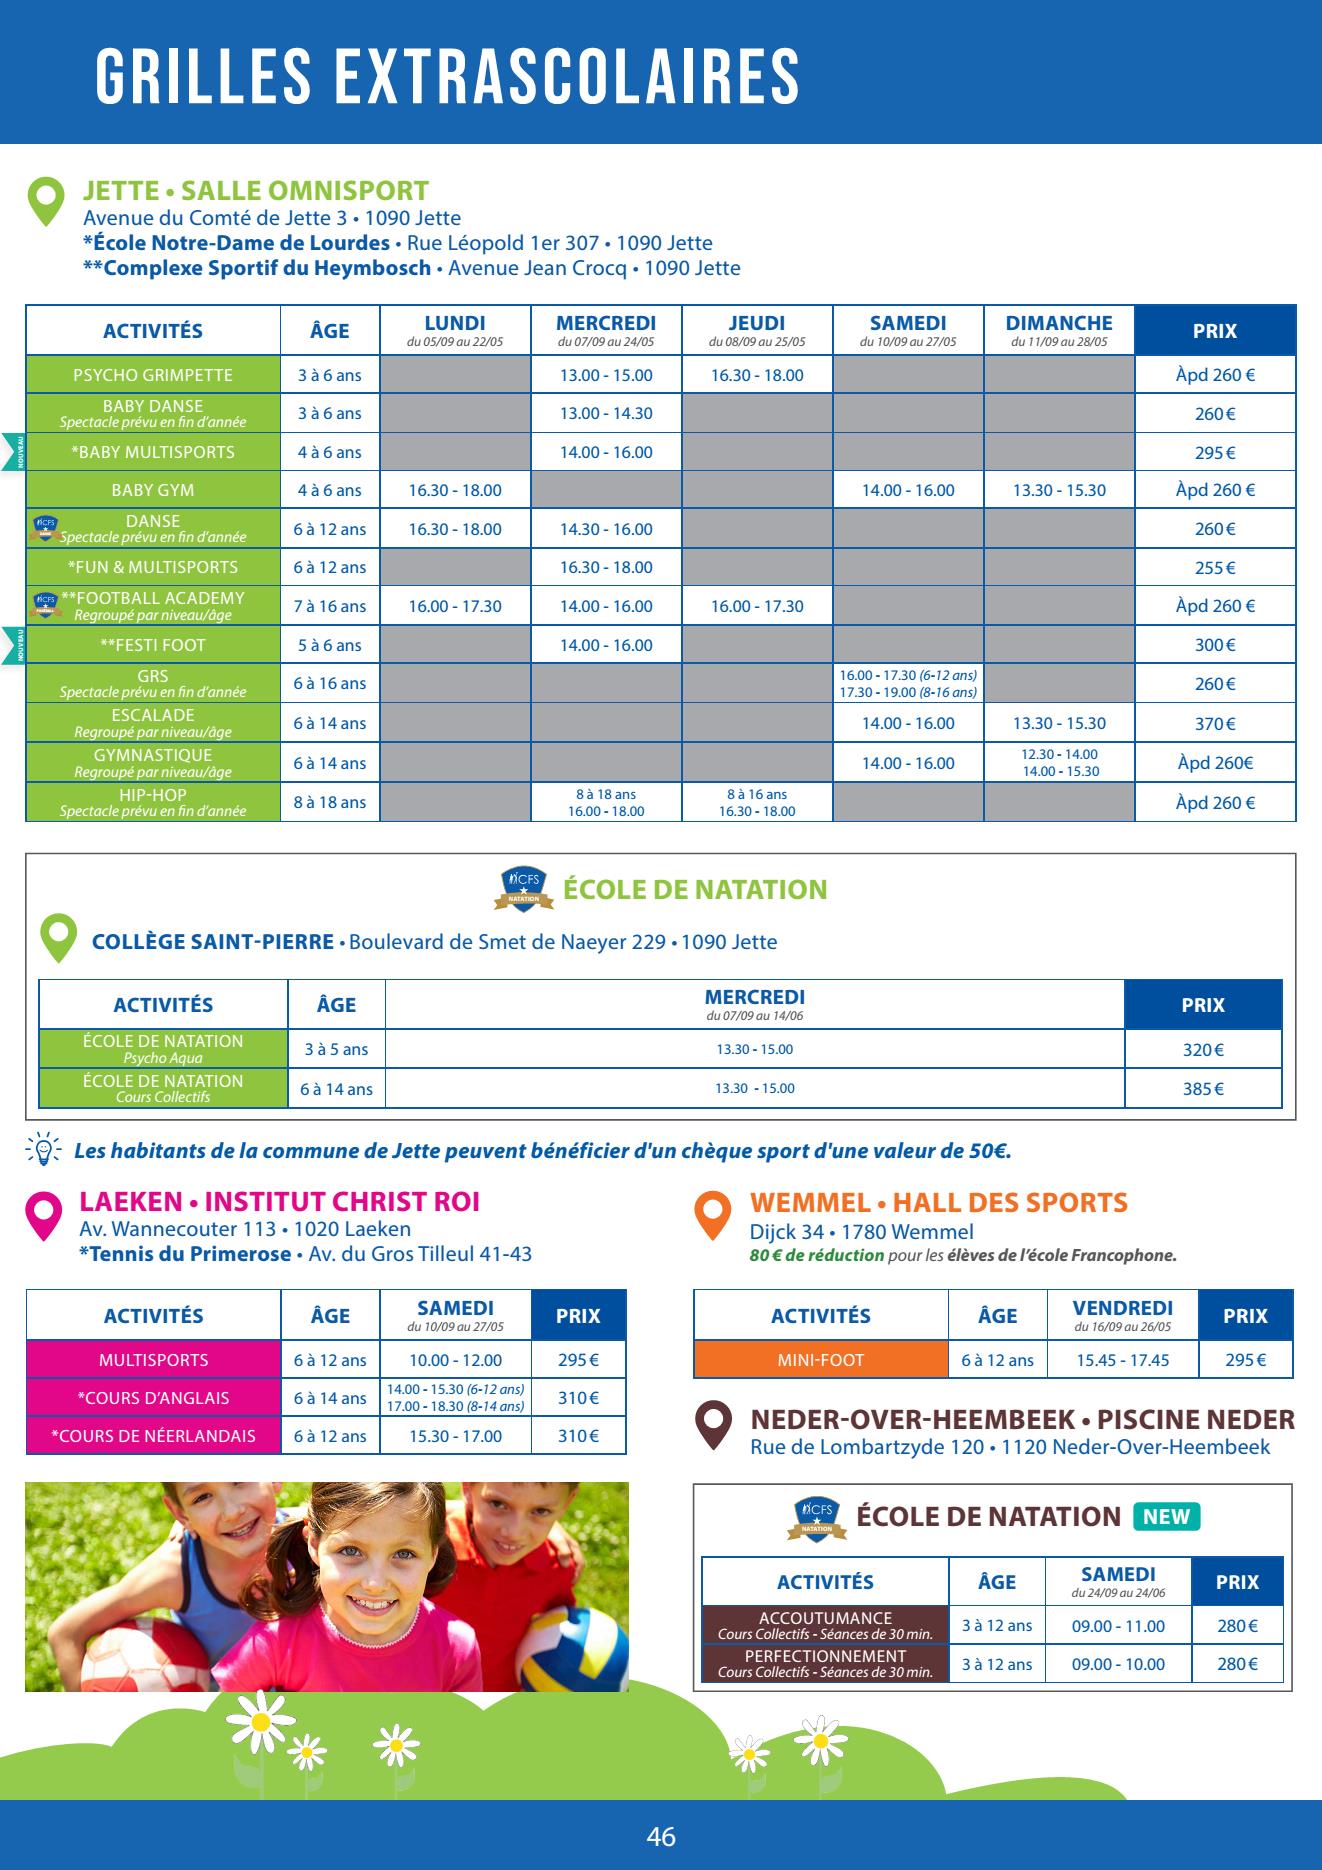 GRILLES EXTRASCOLAIRES
JETTE • SALLE OMNISPORT
Avenue du Comté de Jette 3 • 1090 Jette
*École Notre-Dame de Lourdes • Rue Léopold 1er 307 • 1090 Jette
**Complexe Sportif du Heymbosch • Avenue Jean Crocq • 1090 Jette
ACTIVITÉS ÂGE LUNDI MERCREDI JEUDI SAMEDI DIMANCHE PRIX
du 05/09 au 22/05 du 07/09 au 24/05 du 08/09 au 25/05 du 10/09 au 27/05 du 11/09 au 28/05
PSYCHO GRIMPETTE 3 à 6 ans 13.00 - 15.00 16.30 - 18.00 Àpd 260 €
BABY DANSE 3 à 6 ans 13.00 - 14.30 260 €
Spectacle prévu en fin d'année
NOUVEAU
*BABY MULTISPORTS 4 à 6 ans 14.00 - 16.00 295 €
BABY GYM 4 à 6 ans 16.30 - 18.00 14.00 - 16.00 13.30 - 15.30 Àpd 260 €
CFS
DANSE 6 à 12 ans 16.30 - 18.00 14.30 - 16.00 260 €
Spectacle prévu en fin d'année
*FUN & MULTISPORTS 6 à 12 ans 16.30 - 18.00 255 €
CFS
**FOOTBALL ACADEMY 7 à 16 ans 16.00 - 17.30 14.00 - 16.00 16.00 - 17.30 Àpd 260 €
Regroupé par niveau/âge
NOUVEAU
**FESTI FOOT 5 à 6 ans 14.00 - 16.00 300 €
GRS 6 à 16 ans 16.00 - 17.30 (6-12 ans) 260 €
Spectacle prévu en fin d'année 17.30 - 19.00 (8-16 ans)
ESCALADE 6 à 14 ans 14.00 - 16.00 13.30 - 15.30 370 €
Regroupé par niveau/âge
GYMNASTIQUE 6 à 14 ans 14.00 - 16.00 12.30 - 14.00 Àpd 260€
Regroupé par niveau/âge 14.00 - 15.30
HIP-HOP 8 à 18 ans 8 à 18 ans 8 à 16 ans Àpd 260 €
Spectacle prévu en fin d'année 16.00 - 18.00 16.30 - 18.00
CFS NATATION ÉCOLE DE NATATION
COLLÈGE SAINT-PIERRE • Boulevard de Smet de Naeyer 229 • 1090 Jette
ACTIVITÉS ÂGE MERCREDI PRIX
du 07/09 au 14/06
ÉCOLE DE NATATION 3 à 5 ans 13.30 - 15.00 320 €
Psycho Aqua
ÉCOLE DE NATATION 6 à 14 ans 13.30 - 15.00 385 €
Cours Collectifs
Les habitants de la commune de Jette peuvent bénéficier d'un chèque sport d'une valeur de 50€.
LAEKEN • INSTITUT CHRIST ROI
Av. Wannecouter 113 • 1020 Laeken
*Tennis du Primerose • Av. du Gros Tilleul 41-43
ACTIVITÉS ÂGE SAMEDI PRIX
du 10/09 au 27/05
MULTISPORTS 6 à 12 ans 10.00 - 12.00 295 €
*COURS D'ANGLAIS 6 à 14 ans 14.00 - 15.30 (6-12 ans) 310 €
17.00 - 18.30 (8-14 ans)
*COURS DE NÉERLANDAIS 6 à 12 ans 15.30 - 17.00 310 €
WEMMEL • HALL DES SPORTS
Dijck 34 • 1780 Wemmel
80 € de réduction pour les élèves de l'école Francophone.
ACTIVITÉS ÂGE VENDREDI PRIX
du 16/09 au 26/05
MINI-FOOT 6 à 12 ans 15.45 - 17.45 295 €
NEDER-OVER-HEEMBEEK • PISCINE NEDER
Rue de Lombartzyde 120 • 1120 Neder-Over-Heembeek
CFS NATATION ÉCOLE DE NATATION NEW
ACTIVITÉS ÂGE SAMEDI PRIX
du 24/09 au 24/06
ACCOUTUMANCE 3 à 12 ans 09.00 - 11.00 280 €
Cours Collectifs - Séances de 30 min.
PERFECTIONNEMENT 3 à 12 ans 09.00 - 10.00 280 €
Cours Collectifs - Séances de 30 min.
46